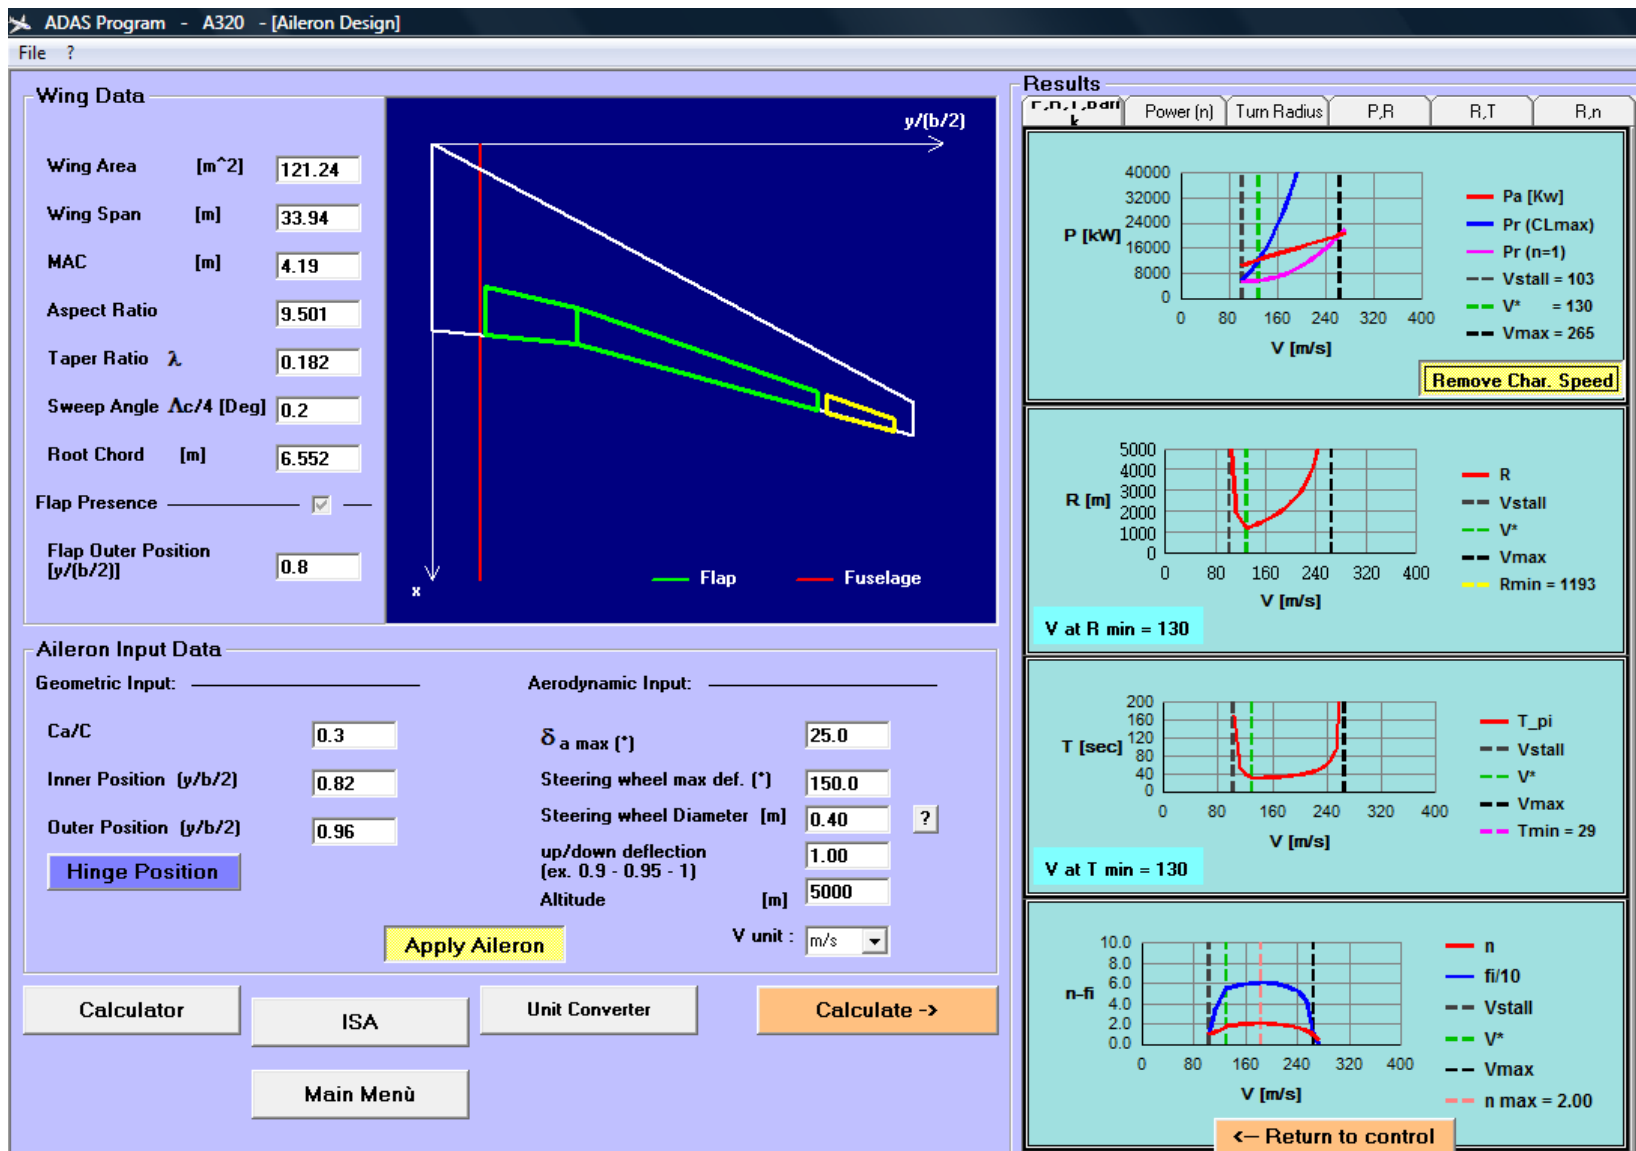 ADAS Program - A320 - [Aileron Design]
File ?
Wing Data
Wing Area [m^2] 121.24
Wing Span [m] 33.94
MAC [m] 4.19
Aspect Ratio 9.501
Taper Ratio λ 0.182
Sweep Angle Λc/4 [Deg] 0.2
Root Chord [m] 6.552
Flap Presence
Flap Outer Position
[y/(b/2)] 0.8
y/(b/2)
x
Flap Fuselage
Aileron Input Data
Geometric Input:
Ca/C 0.3
Inner Position (y/b/2) 0.82
Outer Position (y/b/2) 0.96
Hinge Position
Aerodynamic Input:
δ a max (°) 25.0
Steering wheel max def. (°) 150.0
Steering wheel Diameter [m] 0.40 ?
up/down deflection 1.00
(ex. 0.9 - 0.95 - 1)
Altitude [m] 5000
V unit : m/s
Apply Aileron
Calculator
ISA
Unit Converter
Calculate ->
Main Menù
Results
k Power (n) Turn Radius P,R R,T R,n
40000
32000
24000
16000
8000
0
P [kW]
0 80 160 240 320 400
V [m/s]
Pa [Kw]
Pr (CLmax)
Pr (n=1)
Vstall = 103
V* = 130
Vmax = 265
Remove Char. Speed
5000
4000
3000
2000
1000
0
R [m]
0 80 160 240 320 400
V [m/s]
R
Vstall
V*
Vmax
Rmin = 1193
V at R min = 130
200
160
120
80
40
0
T [sec]
0 80 160 240 320 400
V [m/s]
T_pi
Vstall
V*
Vmax
Tmin = 29
V at T min = 130
10.0
8.0
6.0
4.0
2.0
0.0
n-fi
0 80 160 240 320 400
V [m/s]
n
fi/10
Vstall
V*
Vmax
n max = 2.00
<-- Return to control